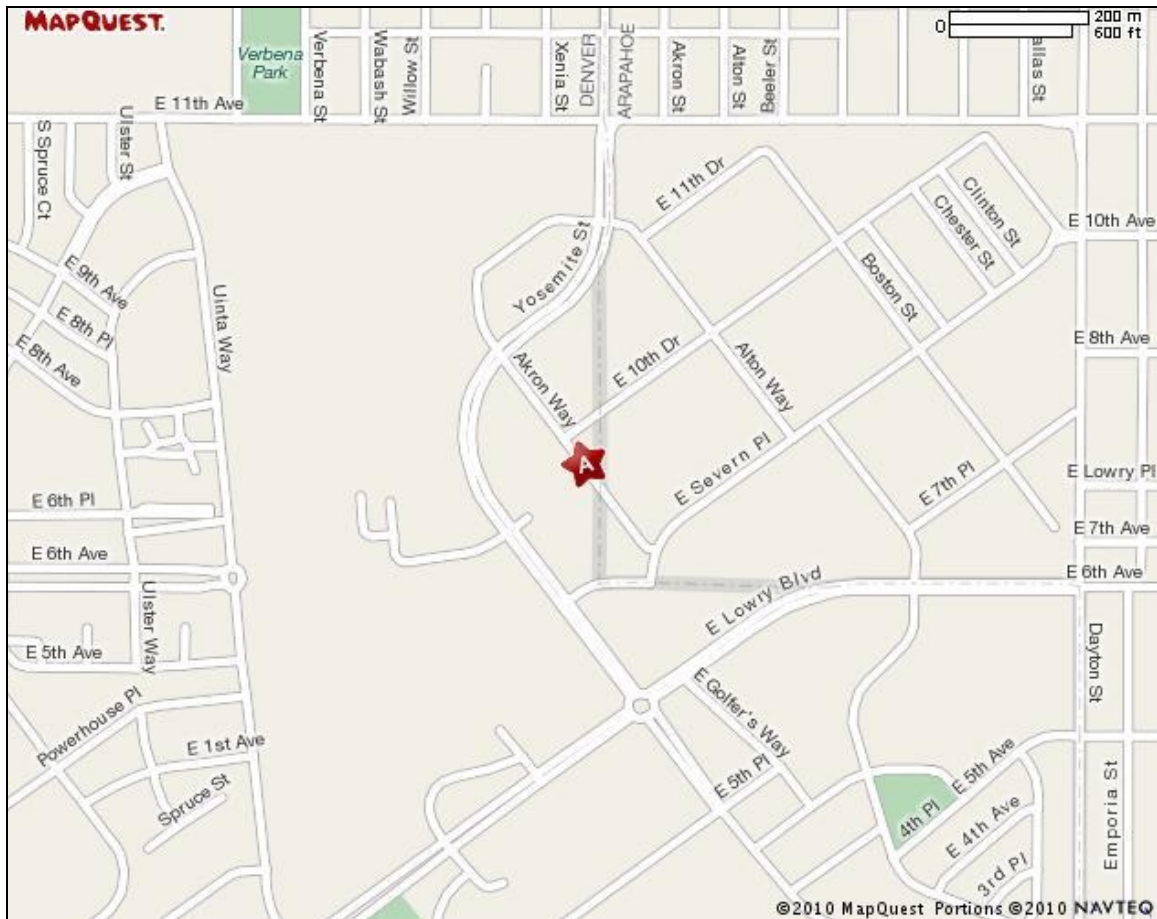 MAPQUEST.
0
200 m
600 ft
Verbena
Park
Verbena St
Wabash St
Willow St
Xenia St
DENVER
ARAPAHOE
Akron St
Alton St
Beeler St
allas St
E 11th Ave
S Spruce Ct
Ulster St
E 11th Dr
Clinton St
Chester St
E 10th Ave
Yosemite St
E 9th Ave
Uinta Way
Boston St
E 8th Pl
E 8th Ave
E 8th Ave
Akron Way
E 10th Dr
Alton Way
A
E Severn Pl
E 7th Pl
E Lowry Pl
E 6th Pl
E 7th Ave
E 6th Ave
E 6th Ave
Ulster Way
E Lowry Blvd
E 5th Ave
Dayton St
E Golfer's Way
Powerhouse Pl
E 1st Ave
E 5th Pl
E 5th Ave
Spruce St
4th Pl
E 4th Ave
Emporia St
3rd Pl
©2010 MapQuest Portions ©2010 NAVTEQ